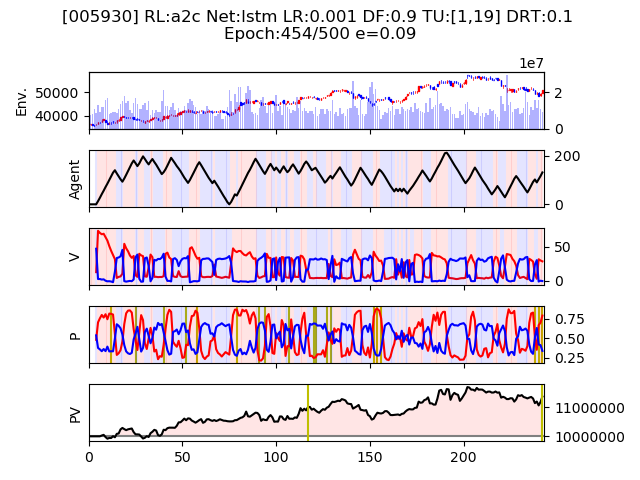 [005930] RL:a2c Net:lstm LR:0.001 DF:0.9 TU:[1,19] DRT:0.1
Epoch:454/500 e=0.09
1e7
Env.
50000
40000
2
0
Agent
200
0
V
50
0
P
0.75
0.50
0.25
PV
11000000
10000000
0 50 100 150 200